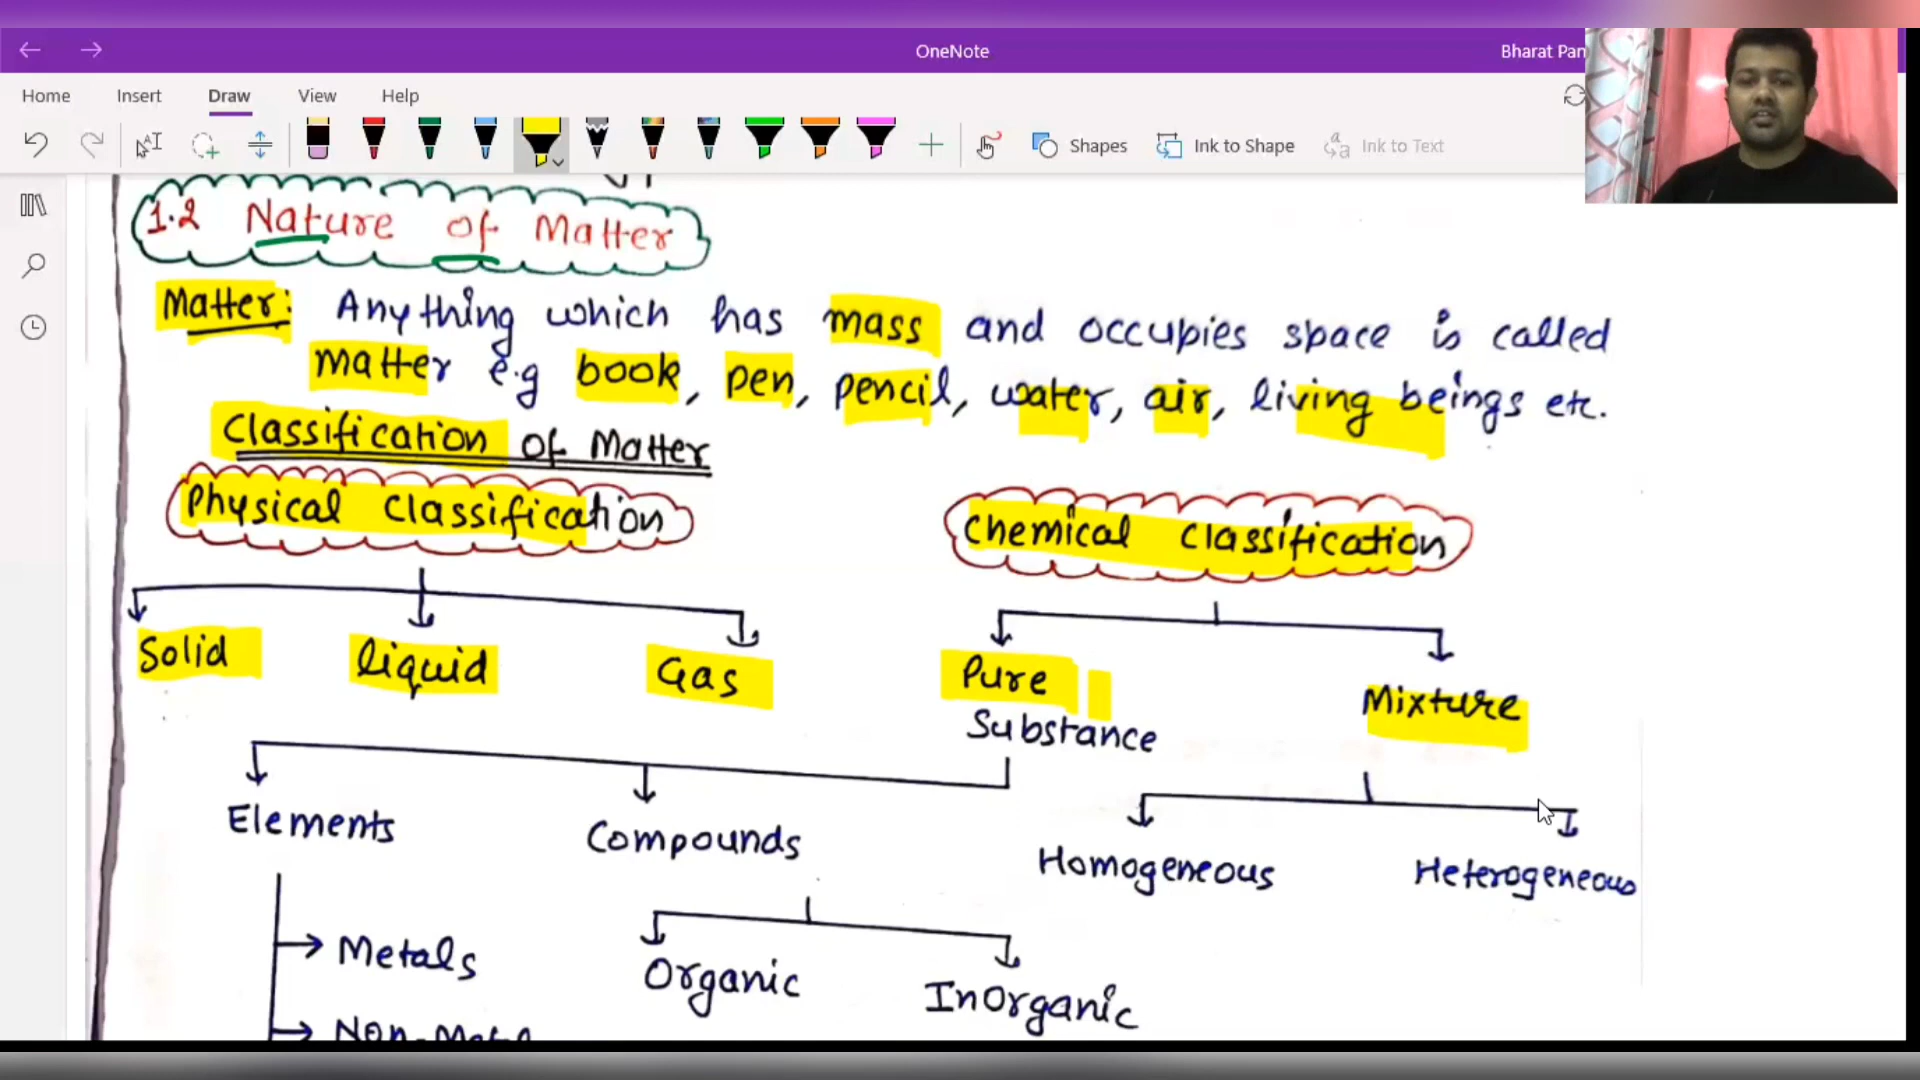 OneNote
Bharat Pan
Home Insert Draw View Help
Shapes Ink to Shape Ink to Text
1.2 Nature of Matter
Matter: Anything which has mass and occupies space is called
matter e.g book, pen, pencil, water, air, living beings etc.
Classification of Matter
Physical Classification
Chemical Classification
Solid liquid Gas
Pure
Substance
Mixture
Elements Compounds
Homogeneous Heterogeneous
Metals
Organic Inorganic
Non-Metal